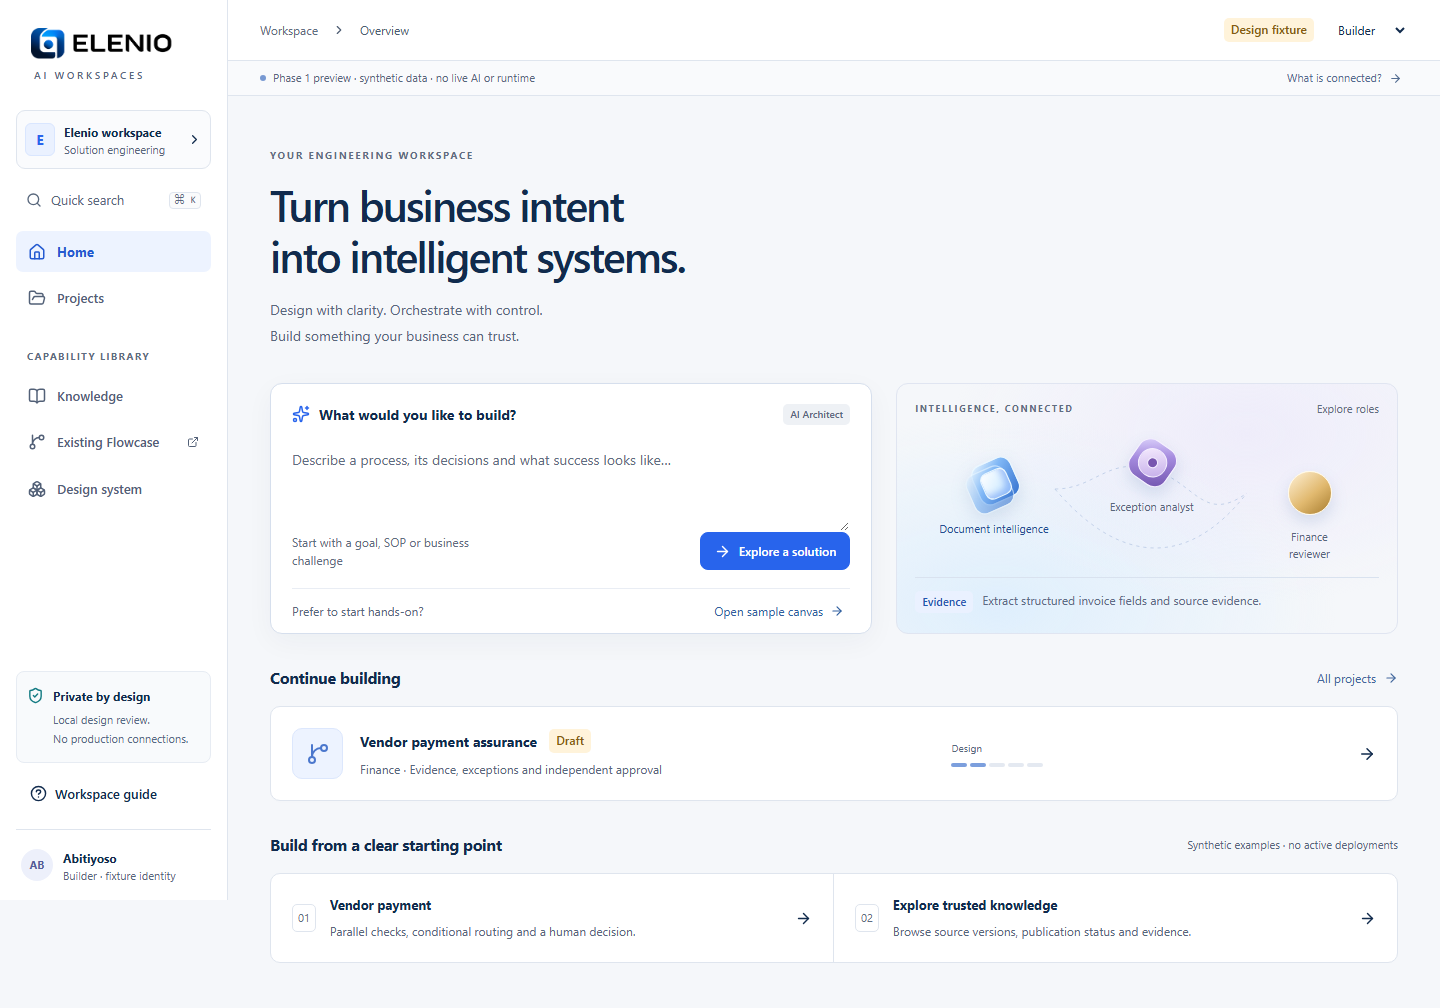 ELENIO
AI WORKSPACES
E
Elenio workspace
Solution engineering
Quick search
⌘ K
Home
Projects
CAPABILITY LIBRARY
Knowledge
Existing Flowcase
Design system
Private by design
Local design review.
No production connections.
Workspace guide
AB
Abitiyoso
Builder · fixture identity
Workspace
Overview
Design fixture
Builder
Phase 1 preview · synthetic data · no live AI or runtime
What is connected?
YOUR ENGINEERING WORKSPACE
Turn business intent
into intelligent systems.
Design with clarity. Orchestrate with control.
Build something your business can trust.
What would you like to build?
AI Architect
Describe a process, its decisions and what success looks like...
Start with a goal, SOP or business
challenge
Explore a solution
Prefer to start hands-on?
Open sample canvas
INTELLIGENCE, CONNECTED
Explore roles
Document intelligence
Exception analyst
Finance
reviewer
Evidence
Extract structured invoice fields and source evidence.
Continue building
All projects
Vendor payment assurance
Draft
Finance · Evidence, exceptions and independent approval
Design
Build from a clear starting point
Synthetic examples · no active deployments
01
Vendor payment
Parallel checks, conditional routing and a human decision.
02
Explore trusted knowledge
Browse source versions, publication status and evidence.